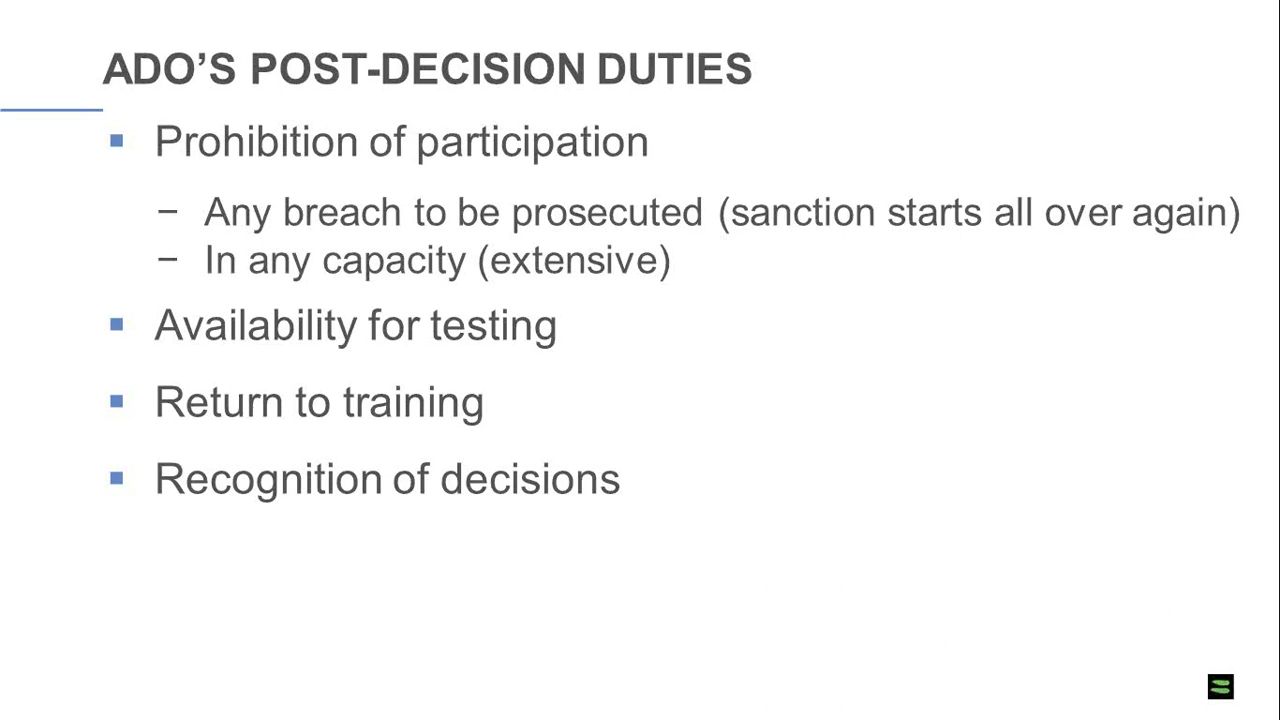 ADO’S POST-DECISION DUTIES
▪ Prohibition of participation
− Any breach to be prosecuted (sanction starts all over again)
− In any capacity (extensive)
▪ Availability for testing
▪ Return to training
▪ Recognition of decisions